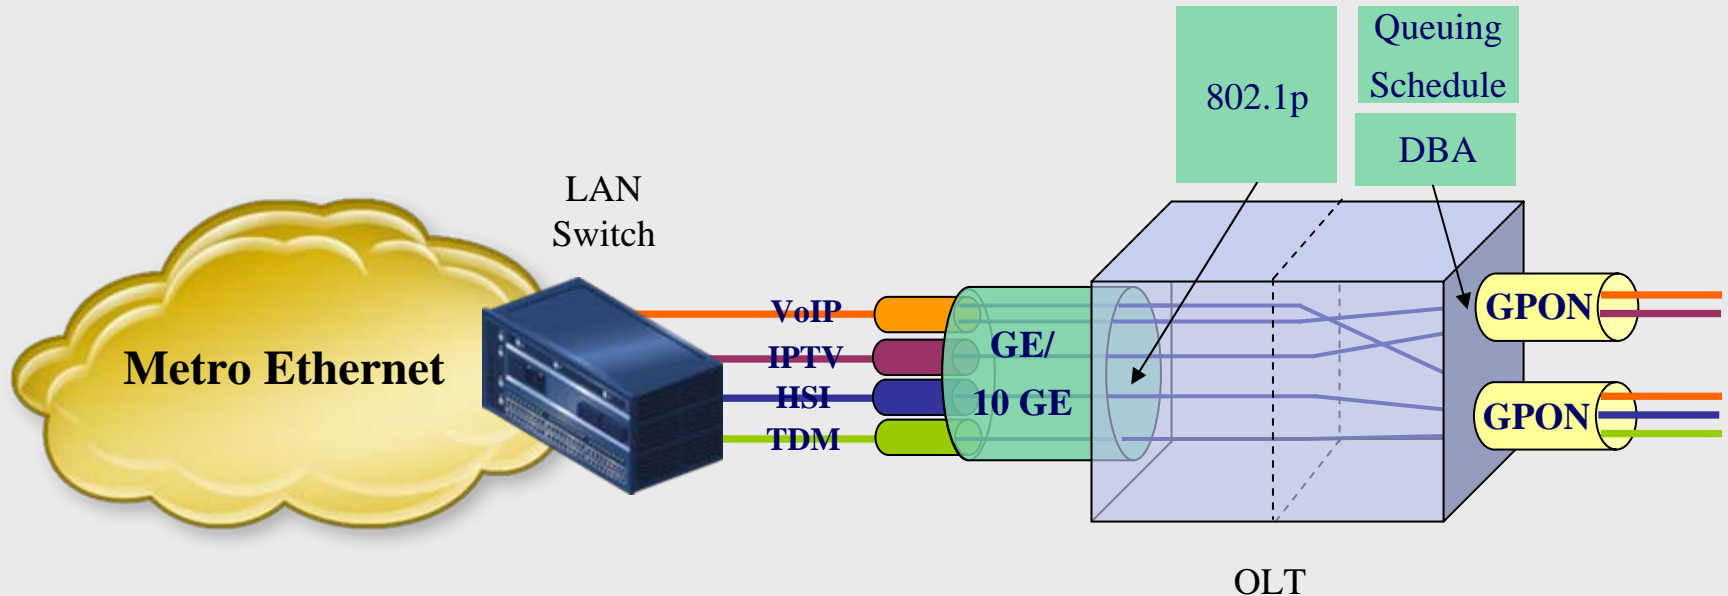 Queuing
Schedule
802.1p
DBA
LAN
Switch
VoIP
IPTV
HSI
TDM
Metro Ethernet
GE/
10 GE
GPON
GPON
OLT